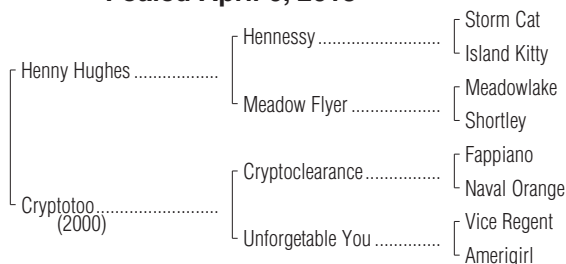 Foaled April
Storm Cat
Hennessy
Island Kitty
Henny Hughes
Meadowlake
Meadow Flyer
Shortley
Fappiano
Cryptoclearance
Naval Orange
Cryptotoo
(2000)
Vice Regent
Unforgetable You
Amerigirl